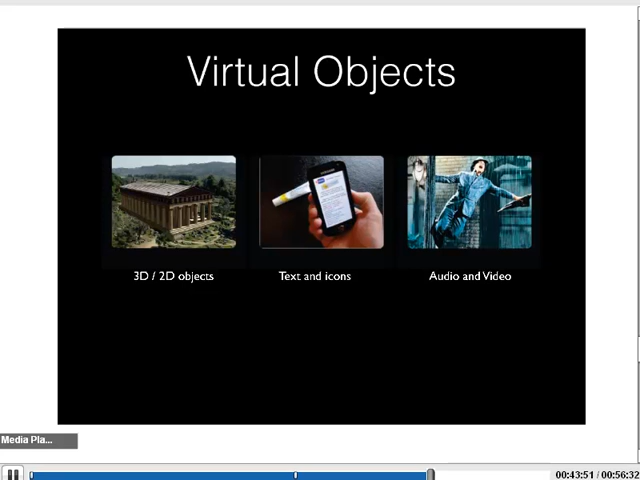 Virtual Objects
3D / 2D objects
Text and icons
Audio and Video
Media Pla...
00:43:51 / 00:56:32